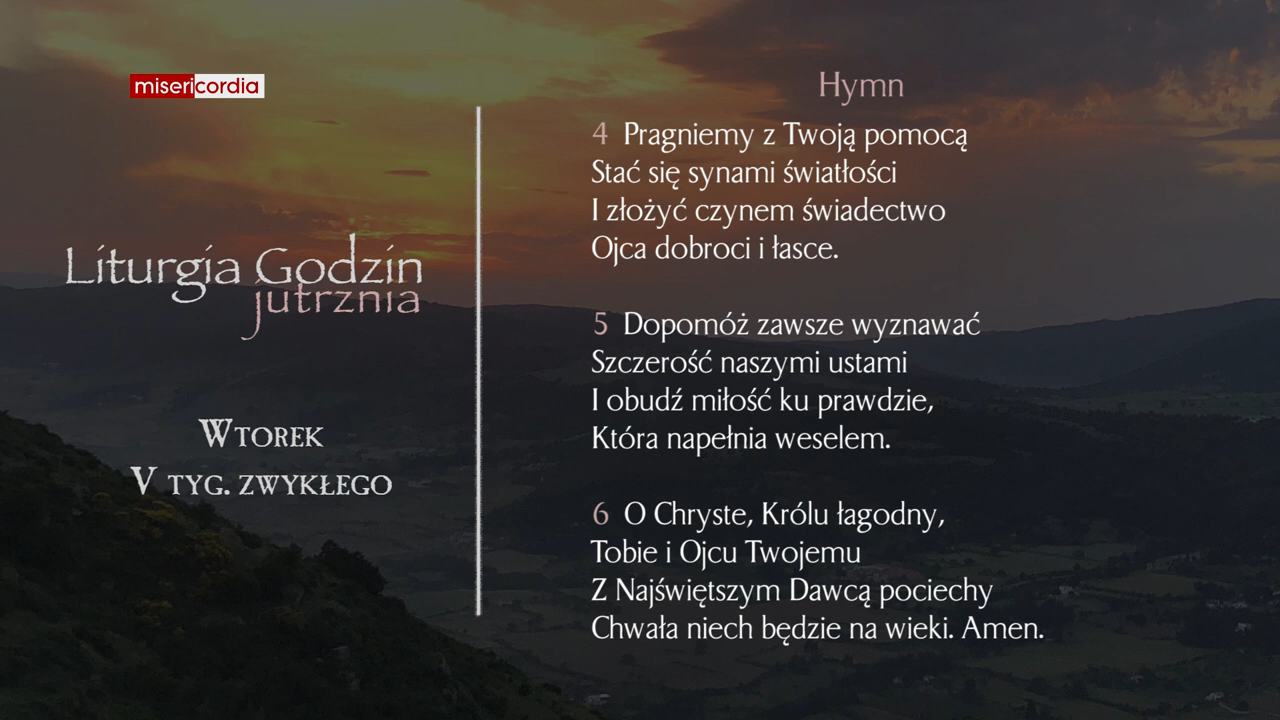 misericordia
Liturgia Godzin
jutrznia
Wtorek
V tyg. zwykłego
Hymn
4 Pragniemy z Twoją pomocą
Stać się synami światłości
I złożyć czynem świadectwo
Ojca dobroci i łasce.
5 Dopomóż zawsze wyznawać
Szczerość naszymi ustami
I obudź miłość ku prawdzie,
Która napełnia weselem.
6 O Chryste, Królu łagodny,
Tobie i Ojcu Twojemu
Z Najświętszym Dawcą pociechy
Chwała niech będzie na wieki. Amen.